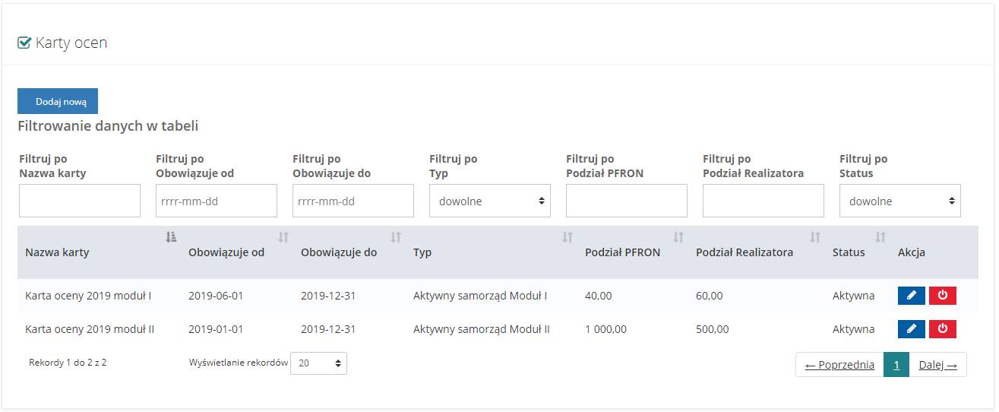 Karty ocen
Dodaj nową
Filtrowanie danych w tabeli
Filtruj po Filtruj po Filtruj po Filtruj po Filtruj po Filtruj po Filtruj po
Nazwa karty Obowiązuje od Obowiązuje do Typ Podział PFRON Podział Realizatora Status
rrrr-mm-dd rrrr-mm-dd dowolne dowolne
Nazwa karty Obowiązuje od Obowiązuje do Typ Podział PFRON Podział Realizatora Status Akcja
Karta oceny 2019 moduł I 2019-06-01 2019-12-31 Aktywny samorząd Moduł I 40,00 60,00 Aktywna
Karta oceny 2019 moduł II 2019-01-01 2019-12-31 Aktywny samorząd Moduł II 1 000,00 500,00 Aktywna
Rekordy 1 do 2 z 2 Wyświetlanie rekordów 20 ← Poprzednia 1 Dalej →